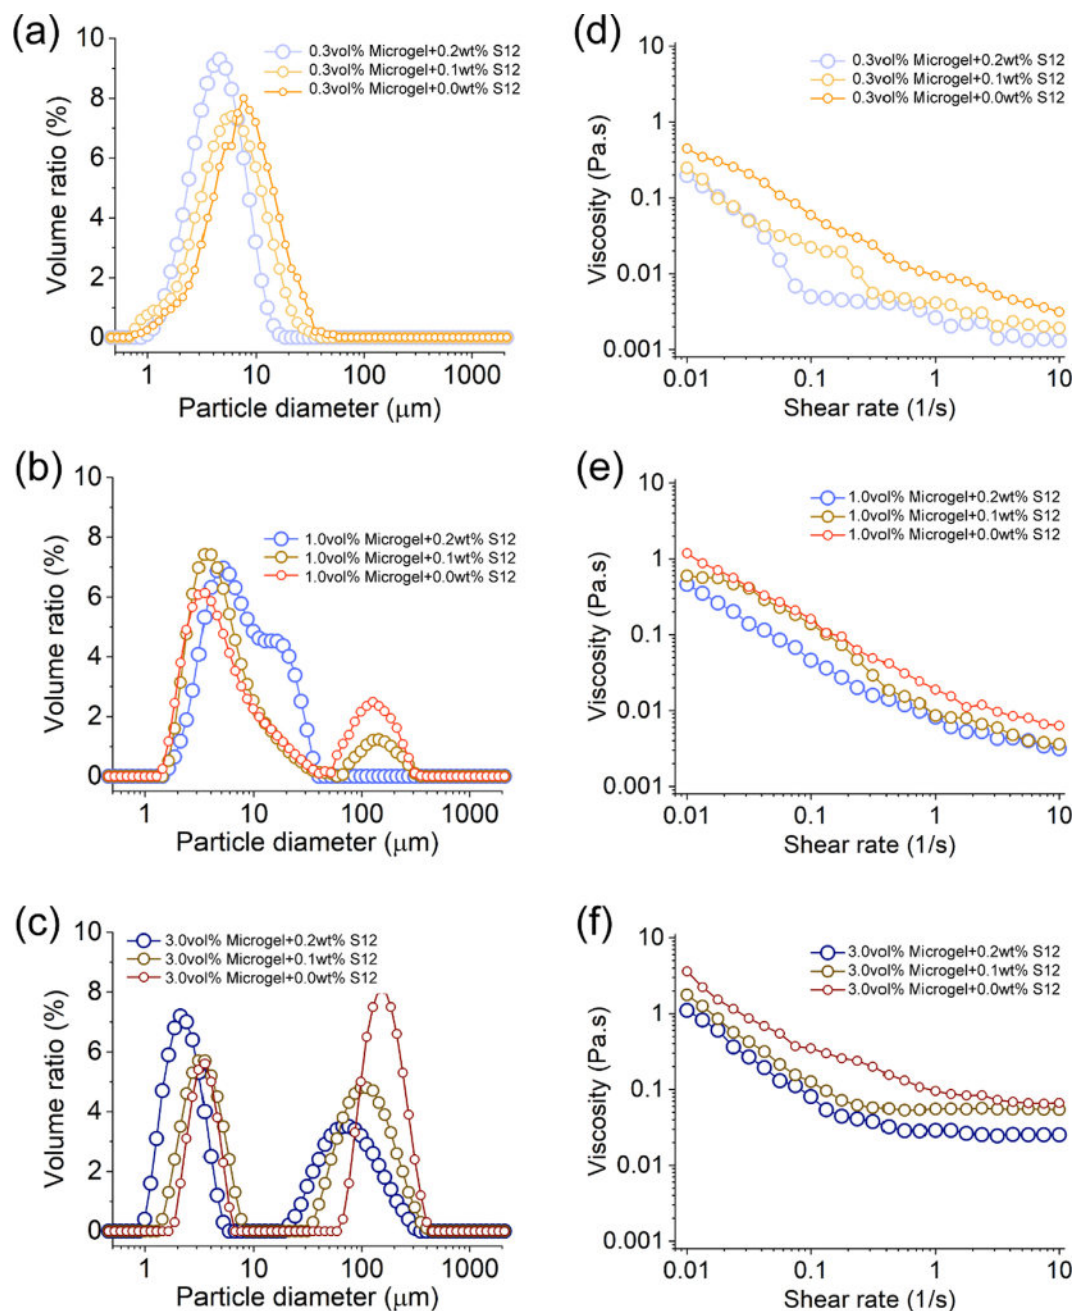 (a)
10
8
6
4
2
0
Volume ratio (%)
0.3vol% Microgel+0.2wt% S12
0.3vol% Microgel+0.1wt% S12
0.3vol% Microgel+0.0wt% S12
1 10 100 1000
Particle diameter (μm)
(d)
10
1
0.1
0.01
0.001
Viscosity (Pa.s)
0.3vol% Microgel+0.2wt% S12
0.3vol% Microgel+0.1wt% S12
0.3vol% Microgel+0.0wt% S12
0.01 0.1 1 10
Shear rate (1/s)
(b)
10
8
6
4
2
0
Volume ratio (%)
1.0vol% Microgel+0.2wt% S12
1.0vol% Microgel+0.1wt% S12
1.0vol% Microgel+0.0wt% S12
1 10 100 1000
Particle diameter (μm)
(e)
10
1
0.1
0.01
0.001
Viscosity (Pa.s)
1.0vol% Microgel+0.2wt% S12
1.0vol% Microgel+0.1wt% S12
1.0vol% Microgel+0.0wt% S12
0.01 0.1 1 10
Shear rate (1/s)
(c)
10
8
6
4
2
0
Volume ratio (%)
3.0vol% Microgel+0.2wt% S12
3.0vol% Microgel+0.1wt% S12
3.0vol% Microgel+0.0wt% S12
1 10 100 1000
Particle diameter (μm)
(f)
10
1
0.1
0.01
0.001
Viscosity (Pa.s)
3.0vol% Microgel+0.2wt% S12
3.0vol% Microgel+0.1wt% S12
3.0vol% Microgel+0.0wt% S12
0.01 0.1 1 10
Shear rate (1/s)